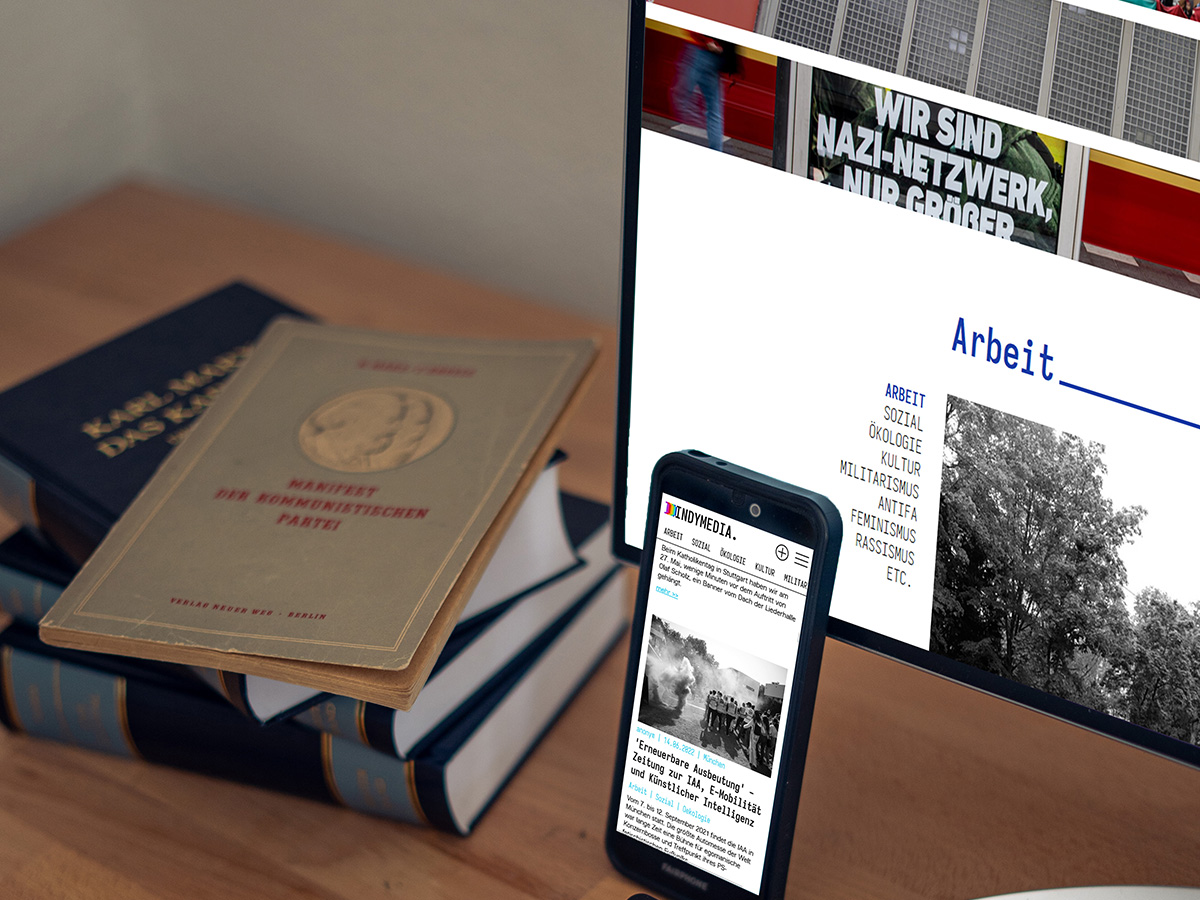 KARL MARX
DAS KA
MANIFEST
DER KOMMUNISTISCHEN
PARTEI
VERLAG NEUER WEG · BERLIN
WIR SIND
NAZI-NETZWERK,
NUR GRÖßER
Arbeit
ARBEIT
SOZIAL
ÖKOLOGIE
KULTUR
MILITARISMUS
ANTIFA
FEMINISMUS
RASSISMUS
ETC.
INDYMEDIA.
ARBEIT SOZIAL ÖKOLOGIE KULTUR MILITAR
Beim Katholikentag in Stuttgart haben wir am
27. Mai, wenige Minuten vor dem Auftritt von
Olaf Scholz, ein Banner vom Dach der Liederhalle
gehängt.
mehr >>
anonym | 14.06.2022 | München
'Erneuerbare Ausbeutung' –
Zeitung zur IAA, E-Mobilität
und Künstlicher Intelligenz
Arbeit | Sozial | Oekologie
Vom 7. bis 12. September 2021 findet die IAA in
München statt. Die größte Automesse der Welt
war lange Zeit eine Bühne für egomanische
Konzernbosse und Treffpunkt ihres PS-
FAIRPHONE